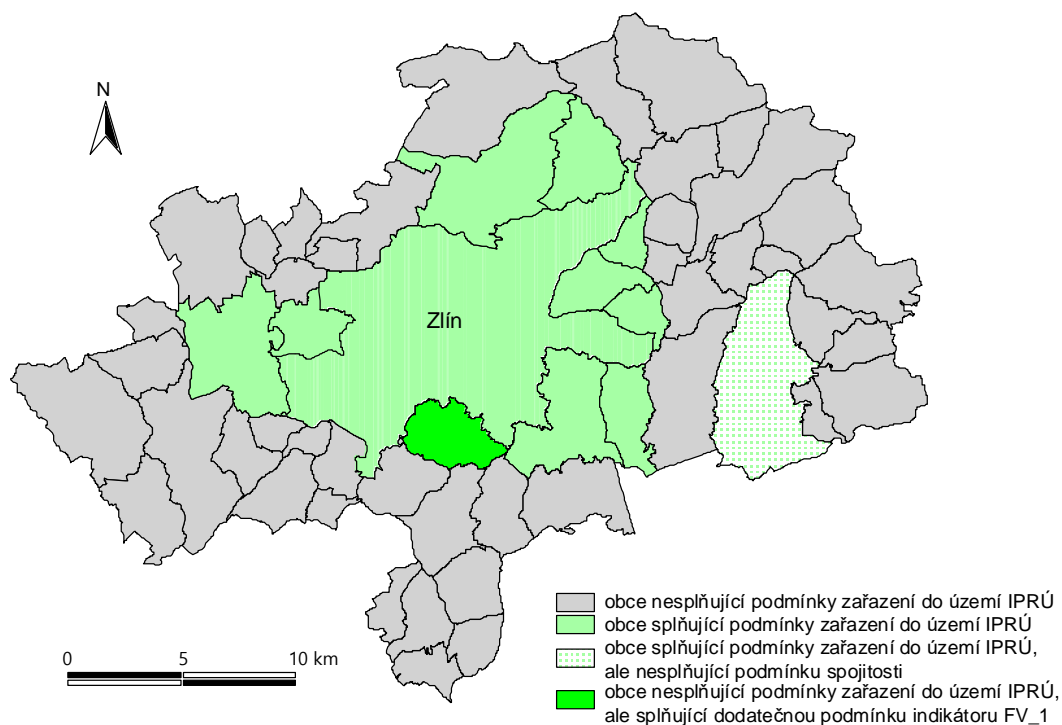 N
Zlín
obce nesplňující podmínky zařazení do území IPRÚ
obce splňující podmínky zařazení do území IPRÚ
obce splňující podmínky zařazení do území IPRÚ,
ale nesplňující podmínku spojitosti
obce nesplňující podmínky zařazení do území IPRÚ,
ale splňující dodatečnou podmínku indikátoru FV_1
0 5 10 km